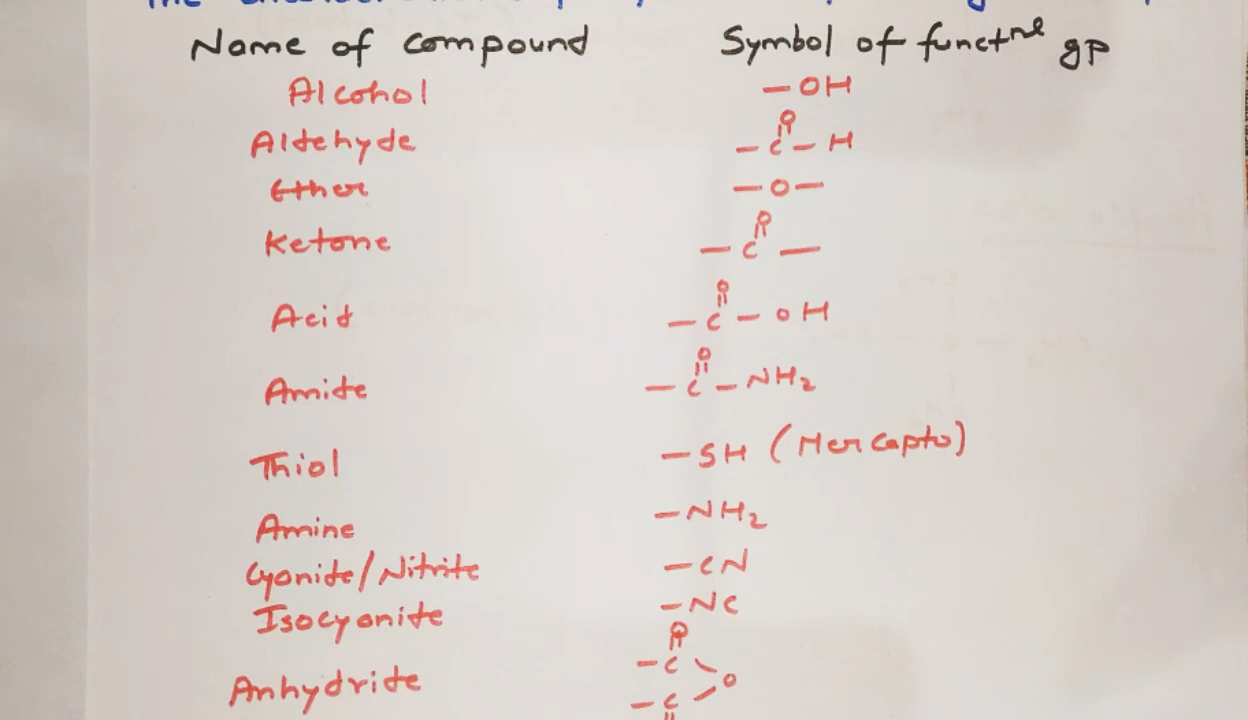 Name of compound Symbol of functnl gp
Alcohol -OH
O
Aldehyde -C-H
Ether -O-
O
Ketone -C-
O
Acid -C-OH
O
Amide -C-NH2
Thiol -SH (Mercapto)
Amine -NH2
Cyanide/Nitrite -CN
Isocyanide -NC
O
-C
Anhydride O
-C